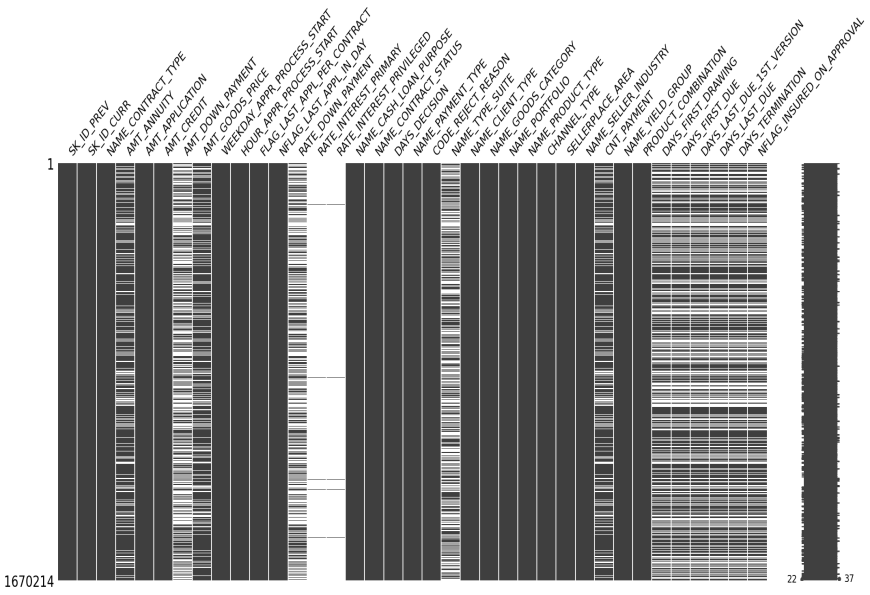 SK_ID_PREV
SK_ID_CURR
NAME_CONTRACT_TYPE
AMT_ANNUITY
AMT_APPLICATION
AMT_CREDIT
AMT_DOWN_PAYMENT
AMT_GOODS_PRICE
WEEKDAY_APPR_PROCESS_START
HOUR_APPR_PROCESS_START
FLAG_LAST_APPL_PER_CONTRACT
NFLAG_LAST_APPL_IN_DAY
RATE_DOWN_PAYMENT
RATE_INTEREST_PRIMARY
RATE_INTEREST_PRIVILEGED
NAME_CASH_LOAN_PURPOSE
NAME_CONTRACT_STATUS
DAYS_DECISION
NAME_PAYMENT_TYPE
CODE_REJECT_REASON
NAME_TYPE_SUITE
NAME_CLIENT_TYPE
NAME_GOODS_CATEGORY
NAME_PORTFOLIO
NAME_PRODUCT_TYPE
CHANNEL_TYPE
SELLERPLACE_AREA
NAME_SELLER_INDUSTRY
CNT_PAYMENT
NAME_YIELD_GROUP
PRODUCT_COMBINATION
DAYS_FIRST_DRAWING
DAYS_FIRST_DUE
DAYS_LAST_DUE_1ST_VERSION
DAYS_LAST_DUE
DAYS_TERMINATION
NFLAG_INSURED_ON_APPROVAL
1
1670214
22
37